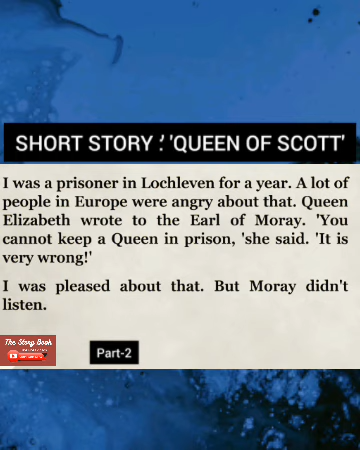 SHORT STORY : 'QUEEN OF SCOTT'
I was a prisoner in Lochleven for a year. A lot of
people in Europe were angry about that. Queen
Elizabeth wrote to the Earl of Moray. 'You
cannot keep a Queen in prison, 'she said. 'It is
very wrong!'
I was pleased about that. But Moray didn't
listen.
The Story Book
Part-2